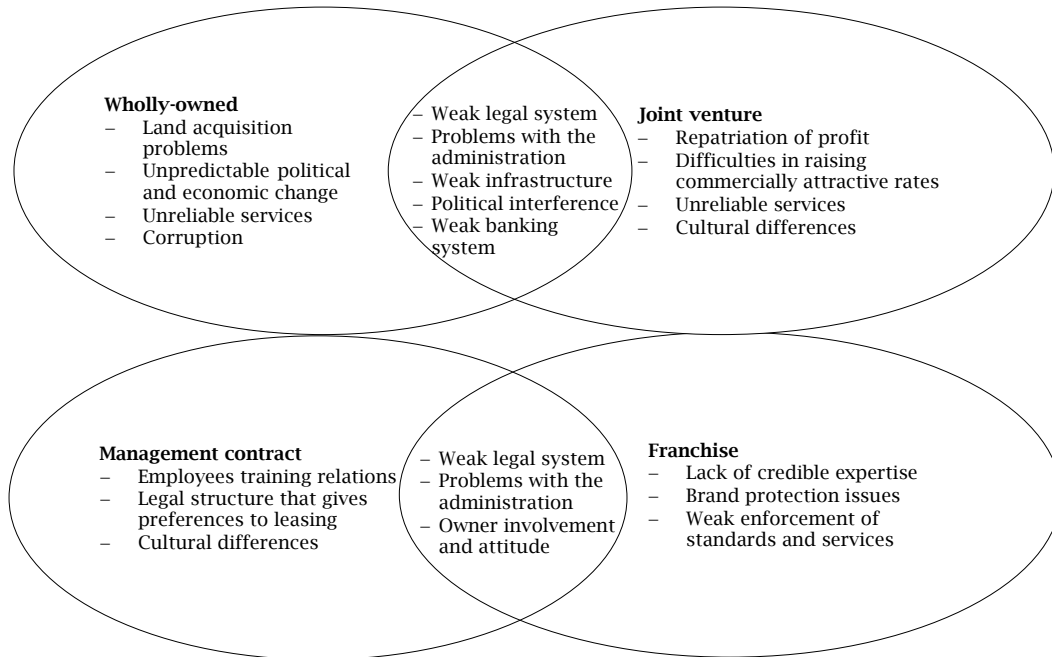 Wholly-owned
– Land acquisition
problems
– Unpredictable political
and economic change
– Unreliable services
– Corruption
– Weak legal system
– Problems with the
administration
– Weak infrastructure
– Political interference
– Weak banking
system
Joint venture
– Repatriation of profit
– Difficulties in raising
commercially attractive rates
– Unreliable services
– Cultural differences
Management contract
– Employees training relations
– Legal structure that gives
preferences to leasing
– Cultural differences
– Weak legal system
– Problems with the
administration
– Owner involvement
and attitude
Franchise
– Lack of credible expertise
– Brand protection issues
– Weak enforcement of
standards and services